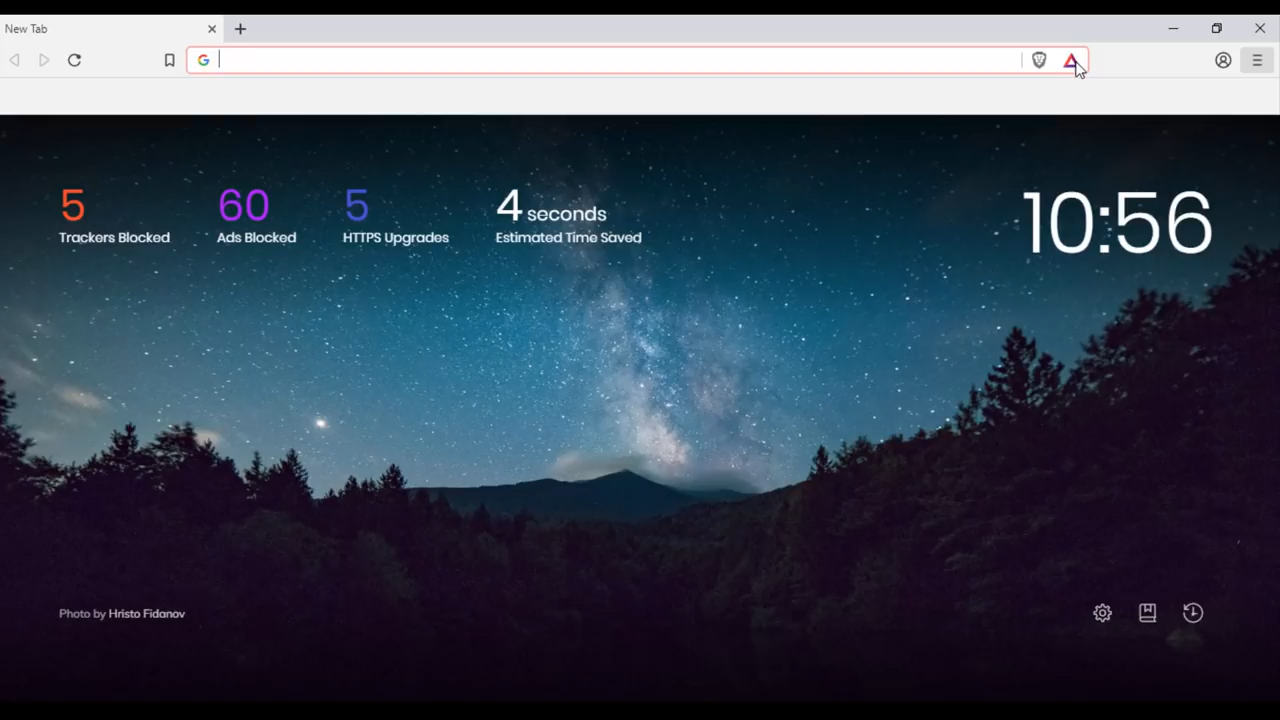 New Tab
5
Trackers Blocked
60
Ads Blocked
5
HTTPS Upgrades
4 seconds
Estimated Time Saved
10:56
Photo by Hristo Fidanov